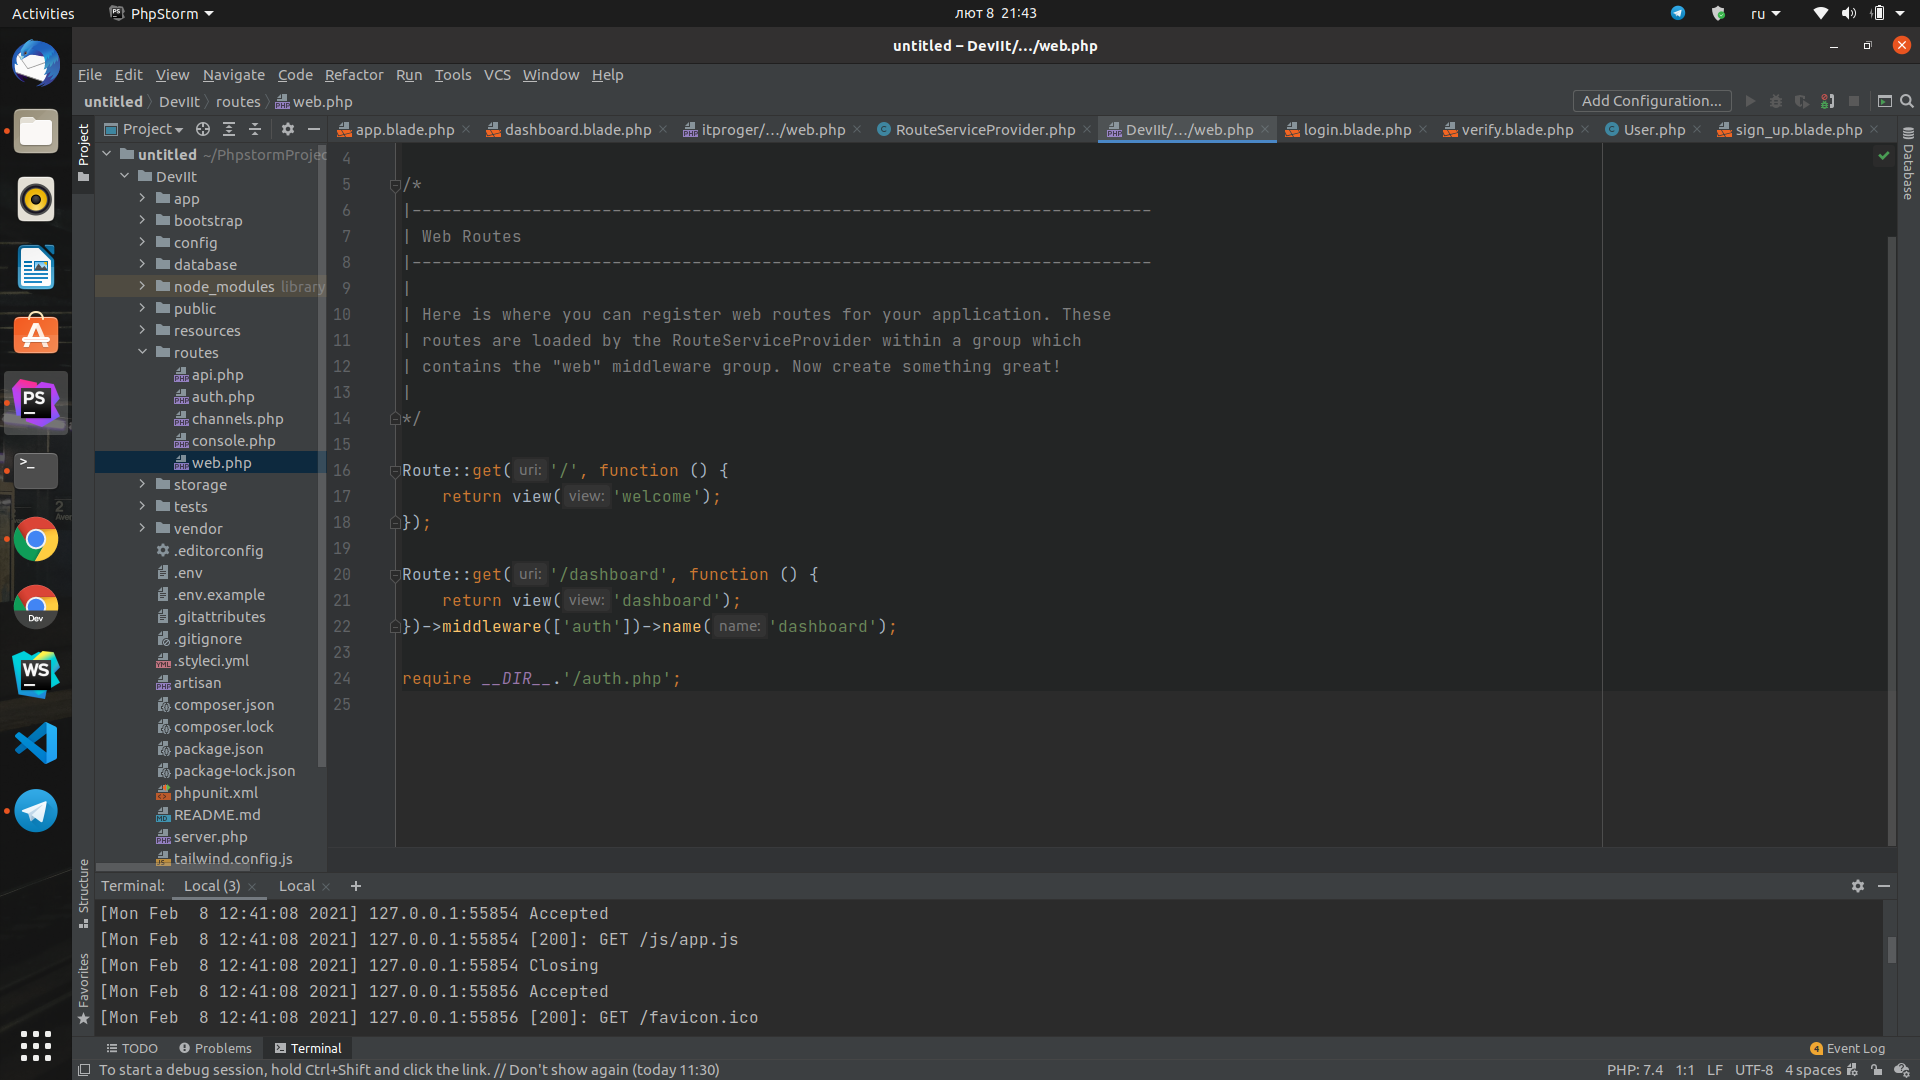 Activities
PhpStorm
лют 8 21:43
ru
untitled – DevIIt/…/web.php
File Edit View Navigate Code Refactor Run Tools VCS Window Help
untitled DevIIt routes web.php
Add Configuration...
Project
app.blade.php
dashboard.blade.php
itproger/…/web.php
RouteServiceProvider.php
DevIIt/…/web.php
login.blade.php
verify.blade.php
User.php
sign_up.blade.php
Project
Database
untitled ~/PhpstormProjec
DevIIt
app
bootstrap
config
database
node_modules library
public
resources
routes
api.php
auth.php
channels.php
console.php
web.php
storage
tests
vendor
.editorconfig
.env
.env.example
.gitattributes
.gitignore
.styleci.yml
artisan
composer.json
composer.lock
package.json
package-lock.json
phpunit.xml
README.md
server.php
tailwind.config.js
4
5 /*
6 |--------------------------------------------------------------------------
7 | Web Routes
8 |--------------------------------------------------------------------------
9 |
10 | Here is where you can register web routes for your application. These
11 | routes are loaded by the RouteServiceProvider within a group which
12 | contains the "web" middleware group. Now create something great!
13 |
14 */
15
16 Route::get( uri: '/', function () {
17 return view( view: 'welcome');
18 });
19
20 Route::get( uri: '/dashboard', function () {
21 return view( view: 'dashboard');
22 })->middleware(['auth'])->name( name: 'dashboard');
23
24 require __DIR__.'/auth.php';
25
Structure
Favorites
Terminal: Local (3) Local
[Mon Feb  8 12:41:08 2021] 127.0.0.1:55854 Accepted
[Mon Feb  8 12:41:08 2021] 127.0.0.1:55854 [200]: GET /js/app.js
[Mon Feb  8 12:41:08 2021] 127.0.0.1:55854 Closing
[Mon Feb  8 12:41:08 2021] 127.0.0.1:55856 Accepted
[Mon Feb  8 12:41:08 2021] 127.0.0.1:55856 [200]: GET /favicon.ico
TODO Problems Terminal
4 Event Log
To start a debug session, hold Ctrl+Shift and click the link. // Don't show again (today 11:30)
PHP: 7.4 1:1 LF UTF-8 4 spaces
PS
Dev
WS